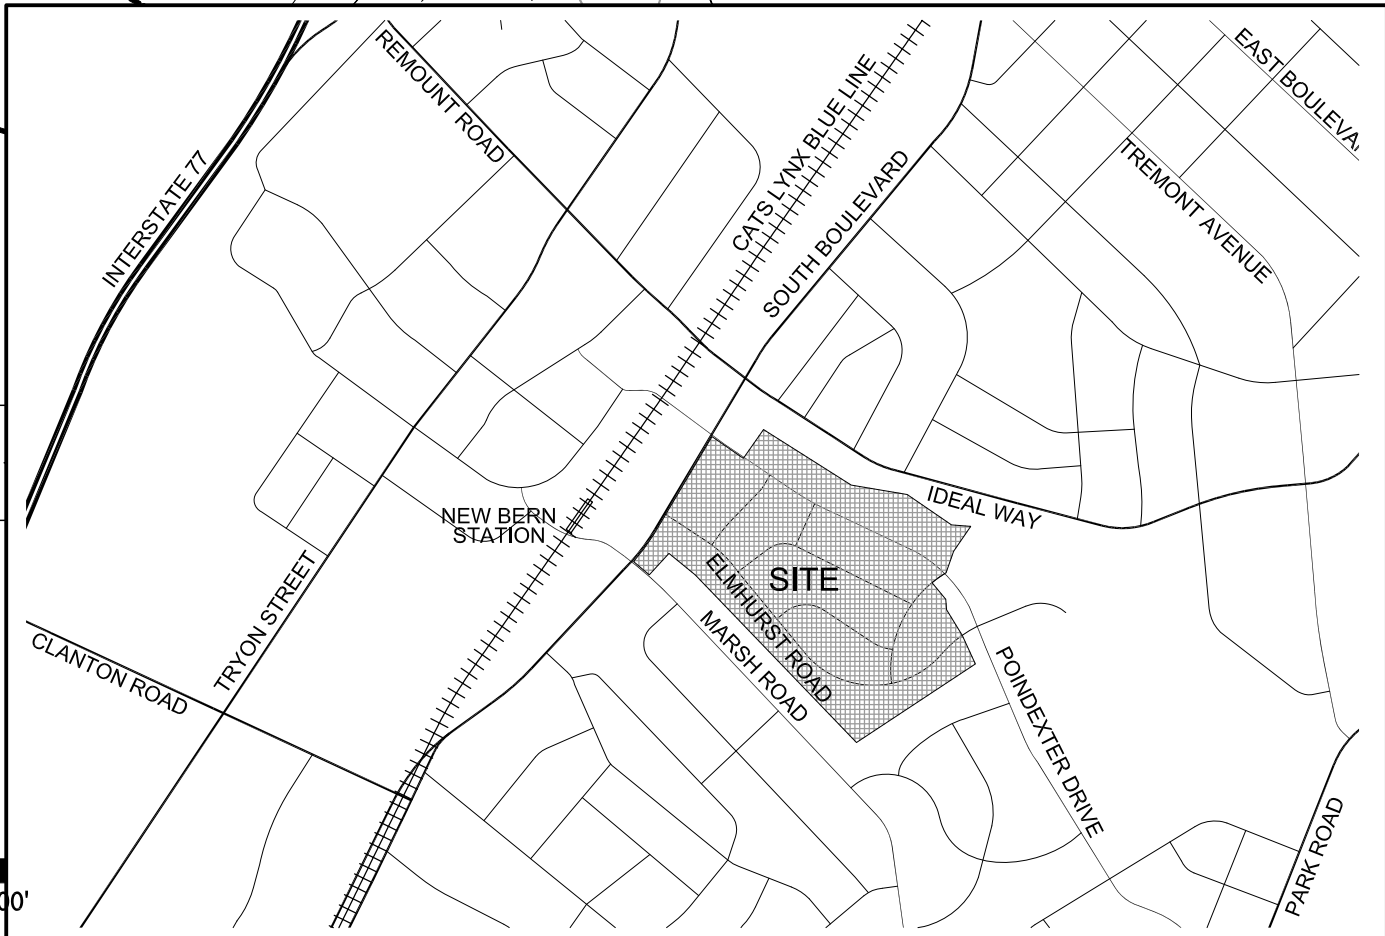 REMOUNT ROAD
EAST BOULEVA
INTERSTATE 77
CATS LYNX BLUE LINE
SOUTH BOULEVARD
TREMONT AVENUE
IDEAL WAY
NEW BERN
STATION
SITE
ELMHURST ROAD
MARSH ROAD
TRYON STREET
CLANTON ROAD
POINDEXTER DRIVE
PARK ROAD
00'